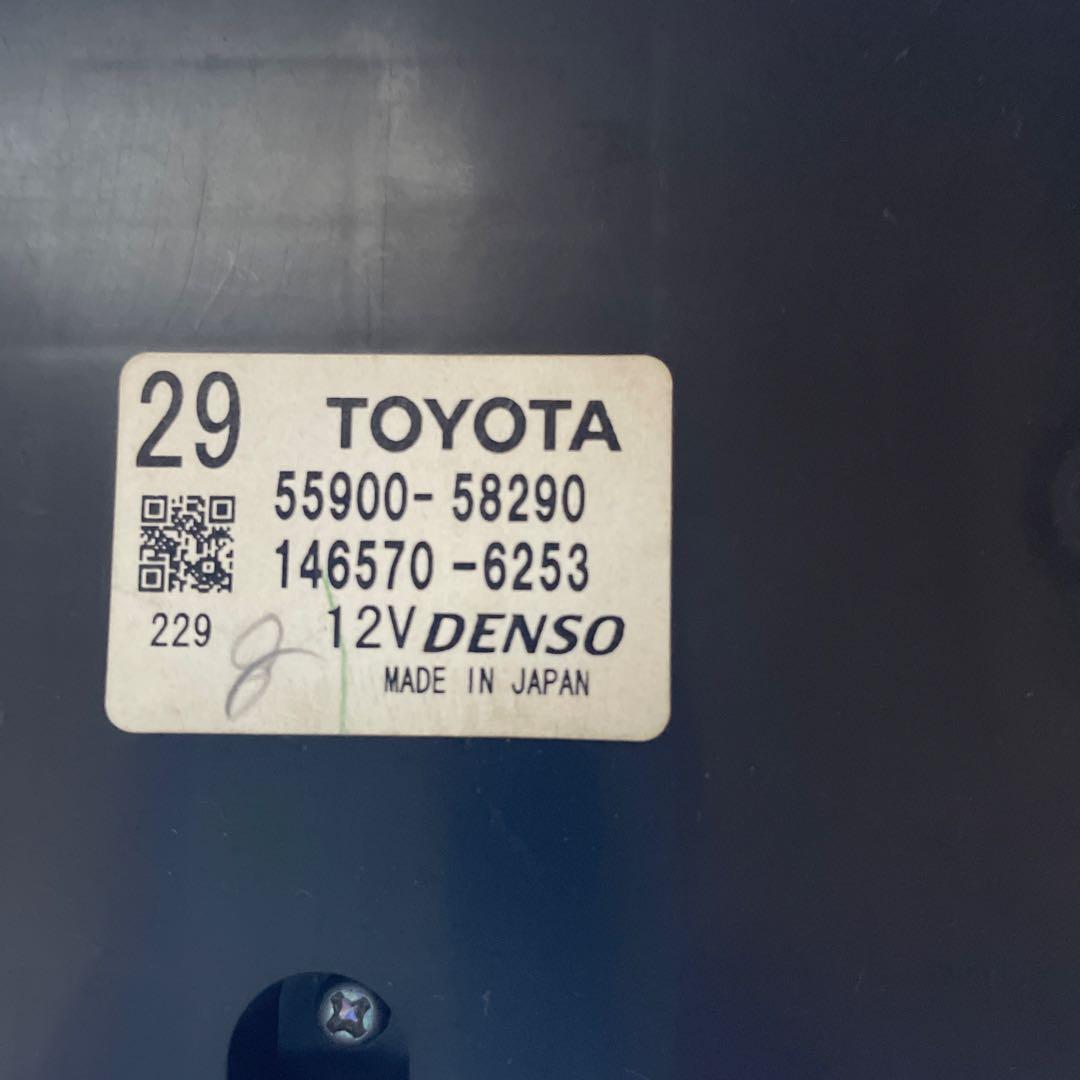 29 TOYOTA
55900-58290
146570-6253
229 12V DENSO
MADE IN JAPAN